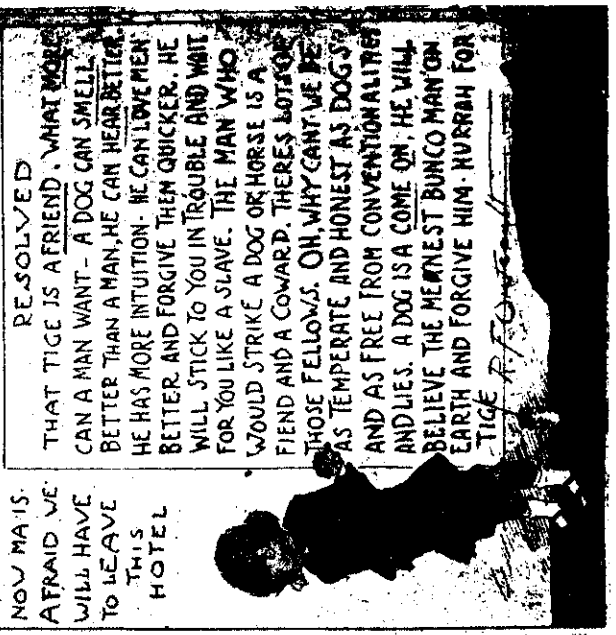 NOW MA IS
AFRAID WE
WILL HAVE
TO LEAVE
THIS
HOTEL
RESOLVED
THAT TIGE IS A FRIEND, WHAT MORE
CAN A MAN WANT - A DOG CAN SMELL
BETTER THAN A MAN, HE CAN HEAR BETTER.
HE HAS MORE INTUITION - HE CAN LOVE MEN
BETTER AND FORGIVE THEM QUICKER. HE
WILL STICK TO YOU IN TROUBLE AND WAIT
FOR YOU LIKE A SLAVE. THE MAN WHO
WOULD STRIKE A DOG OR HORSE IS A
FIEND AND A COWARD. THERES LOTS OF
THOSE FELLOWS. OH, WHY CANT WE BE
AS TEMPERATE AND HONEST AS DOGS
AND AS FREE FROM CONVENTIONALITIES
AND LIES. A DOG IS A COME ON, HE WILL
BELIEVE THE MEANEST BUNCO MAN ON
EARTH AND FORGIVE HIM. HURRAH FOR
TIGE R.F. Outcault